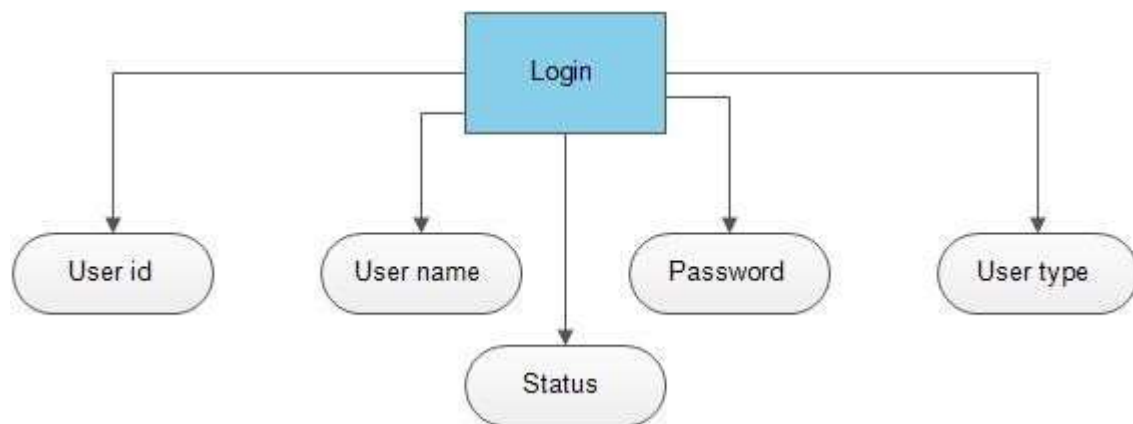 Login
User id
User name
Password
User type
Status